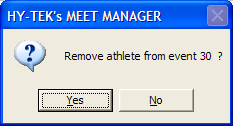 HY-TEK's MEET MANAGER
Remove athlete from event 30 ?
Yes No